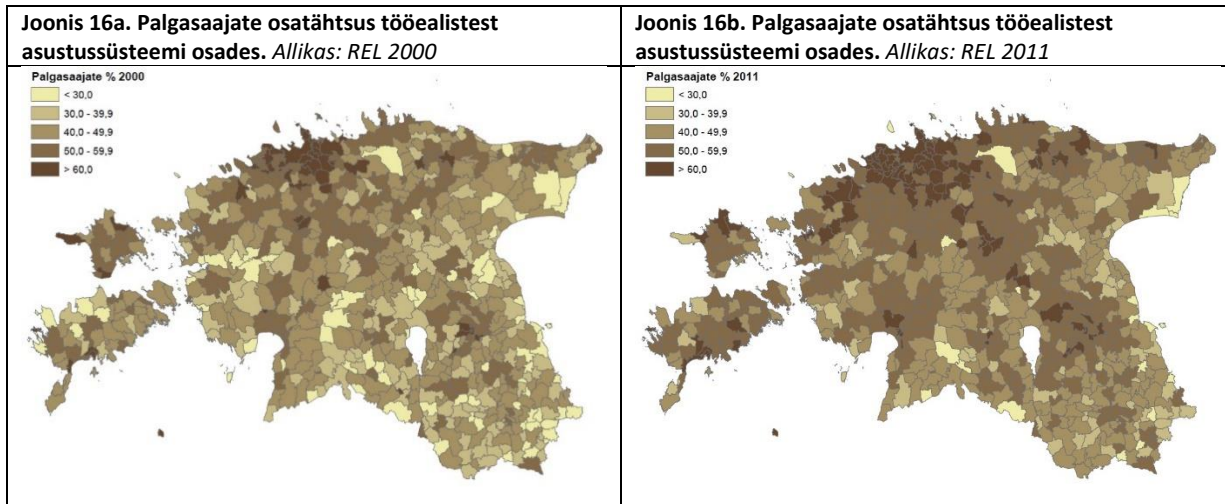 Joonis 16a. Palgasaajate osatähtsus tööealistest
asustussüsteemi osades. Allikas: REL 2000
Palgasaajate % 2000
< 30,0
30,0 - 39,9
40,0 - 49,9
50,0 - 59,9
> 60,0
Joonis 16b. Palgasaajate osatähtsus tööealistest
asustussüsteemi osades. Allikas: REL 2011
Palgasaajate % 2011
< 30,0
30,0 - 39,9
40,0 - 49,9
50,0 - 59,9
> 60,0